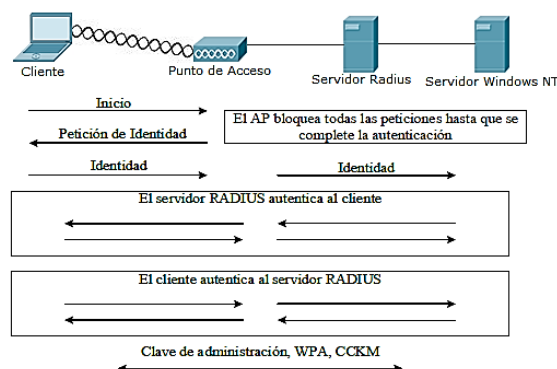 Cliente
Punto de Acceso
Servidor Radius
Servidor Windows NT
Inicio
El AP bloquea todas las peticiones hasta que se
complete la autenticación
Petición de Identidad
Identidad
Identidad
El servidor RADIUS autentica al cliente
El cliente autentica al servidor RADIUS
Clave de administración, WPA, CCKM